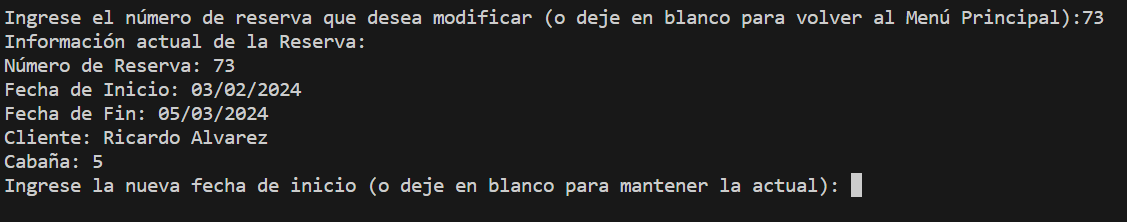 Ingrese el número de reserva que desea modificar (o deje en blanco para volver al Menú Principal):73
Información actual de la Reserva:
Número de Reserva: 73
Fecha de Inicio: 03/02/2024
Fecha de Fin: 05/03/2024
Cliente: Ricardo Alvarez
Cabaña: 5
Ingrese la nueva fecha de inicio (o deje en blanco para mantener la actual):